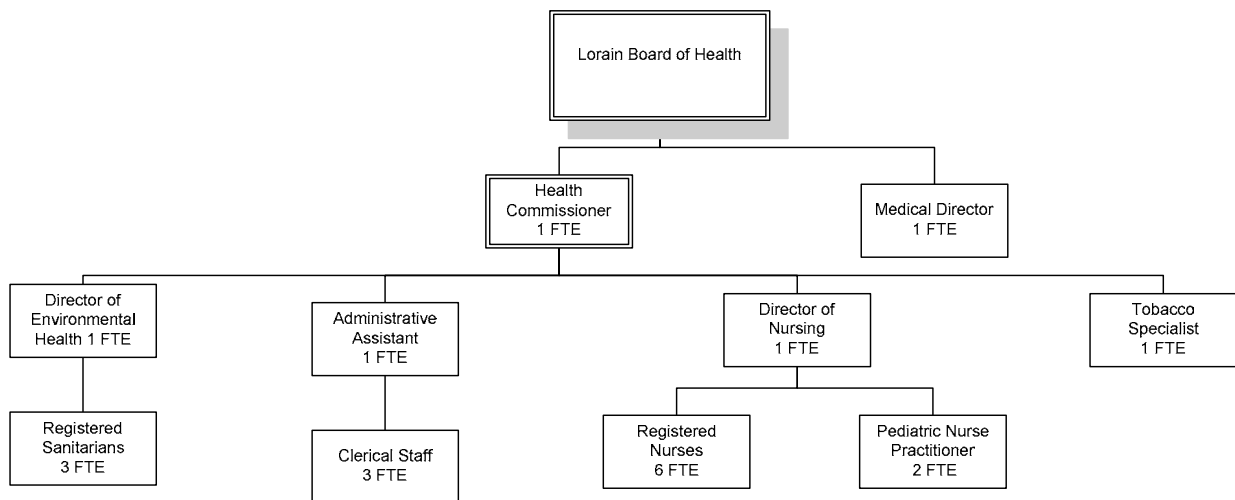 Lorain Board of Health
Health
Commissioner
1 FTE
Medical Director
1 FTE
Director of
Environmental
Health 1 FTE
Administrative
Assistant
1 FTE
Director of
Nursing
1 FTE
Tobacco
Specialist
1 FTE
Registered
Sanitarians
3 FTE
Clerical Staff
3 FTE
Registered
Nurses
6 FTE
Pediatric Nurse
Practitioner
2 FTE